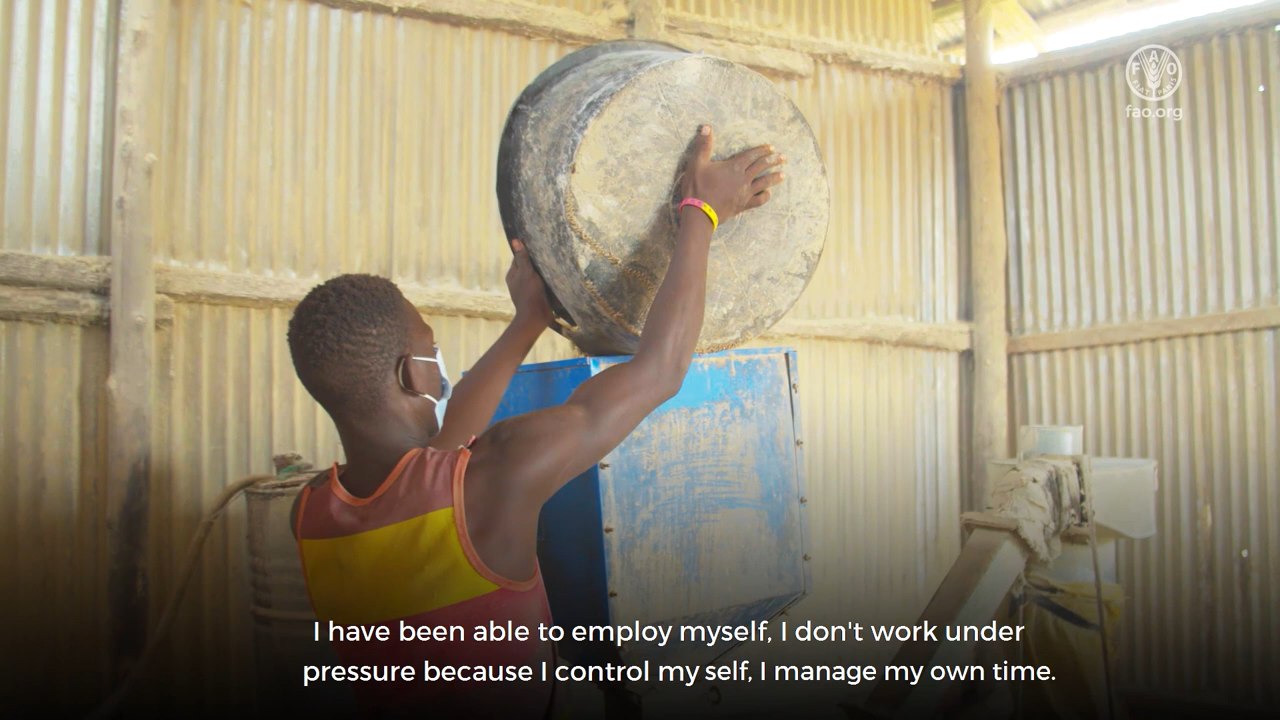 F A O
fao.org
I have been able to employ myself, I don't work under
pressure because I control my self, I manage my own time.